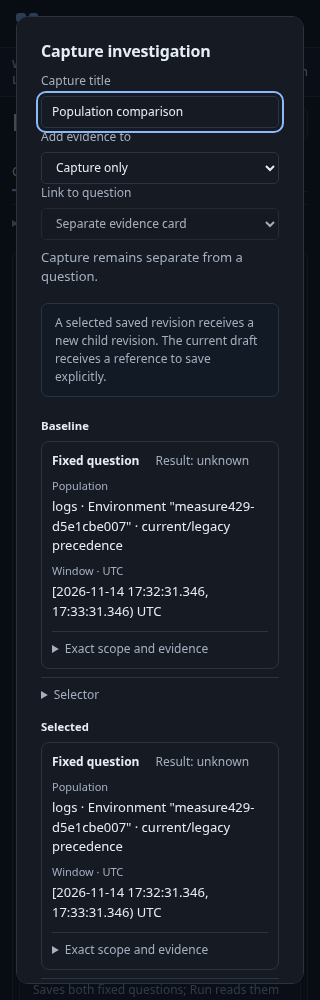 Capture investigation
Capture title
Population comparison
Add evidence to
Capture only
Link to question
Separate evidence card
Capture remains separate from a
question.
A selected saved revision receives a
new child revision. The current draft
receives a reference to save
explicitly.
Baseline
Fixed question Result: unknown
Population
logs · Environment "measure429-
d5e1cbe007" · current/legacy
precedence
Window · UTC
[2026-11-14 17:32:31.346,
17:33:31.346) UTC
Exact scope and evidence
Selector
Selected
Fixed question Result: unknown
Population
logs · Environment "measure429-
d5e1cbe007" · current/legacy
precedence
Window · UTC
[2026-11-14 17:32:31.346,
17:33:31.346) UTC
Exact scope and evidence
Saves both fixed questions; Run reads them